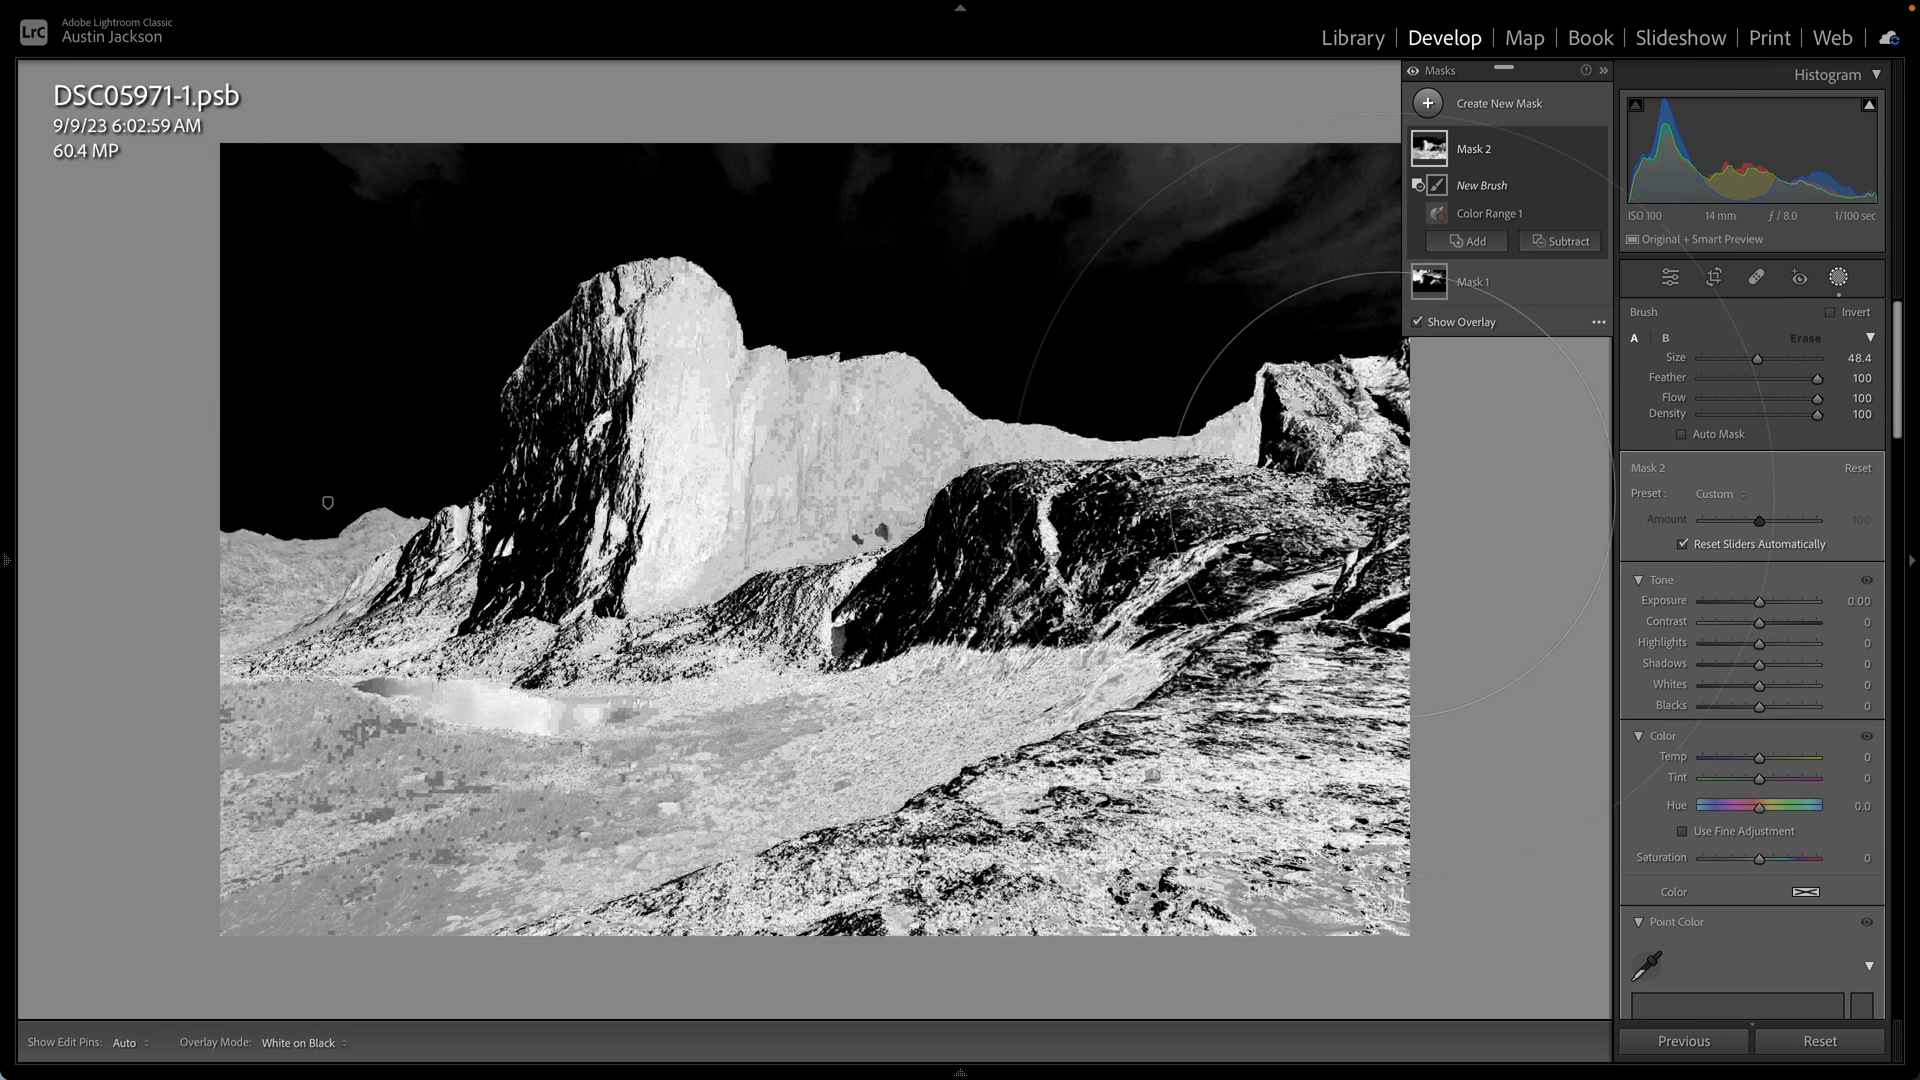 LrC
Adobe Lightroom Classic
Austin Jackson
Library | Develop | Map | Book | Slideshow | Print | Web
DSC05971-1.psb
9/9/23 6:02:59 AM
60.4 MP
Masks
Create New Mask
Mask 2
New Brush
Color Range 1
Add
Subtract
Mask 1
Show Overlay
Histogram
ISO 100 14 mm ƒ / 8.0 1/100 sec
Original + Smart Preview
Brush Invert
A B Erase
Size 48.4
Feather 100
Flow 100
Density 100
Auto Mask
Mask 2 Reset
Preset : Custom
Amount 100
Reset Sliders Automatically
Tone
Exposure 0.00
Contrast 0
Highlights 0
Shadows 0
Whites 0
Blacks 0
Color
Temp 0
Tint 0
Hue 0.0
Use Fine Adjustment
Saturation 0
Color
Point Color
Previous Reset
Show Edit Pins: Auto Overlay Mode: White on Black